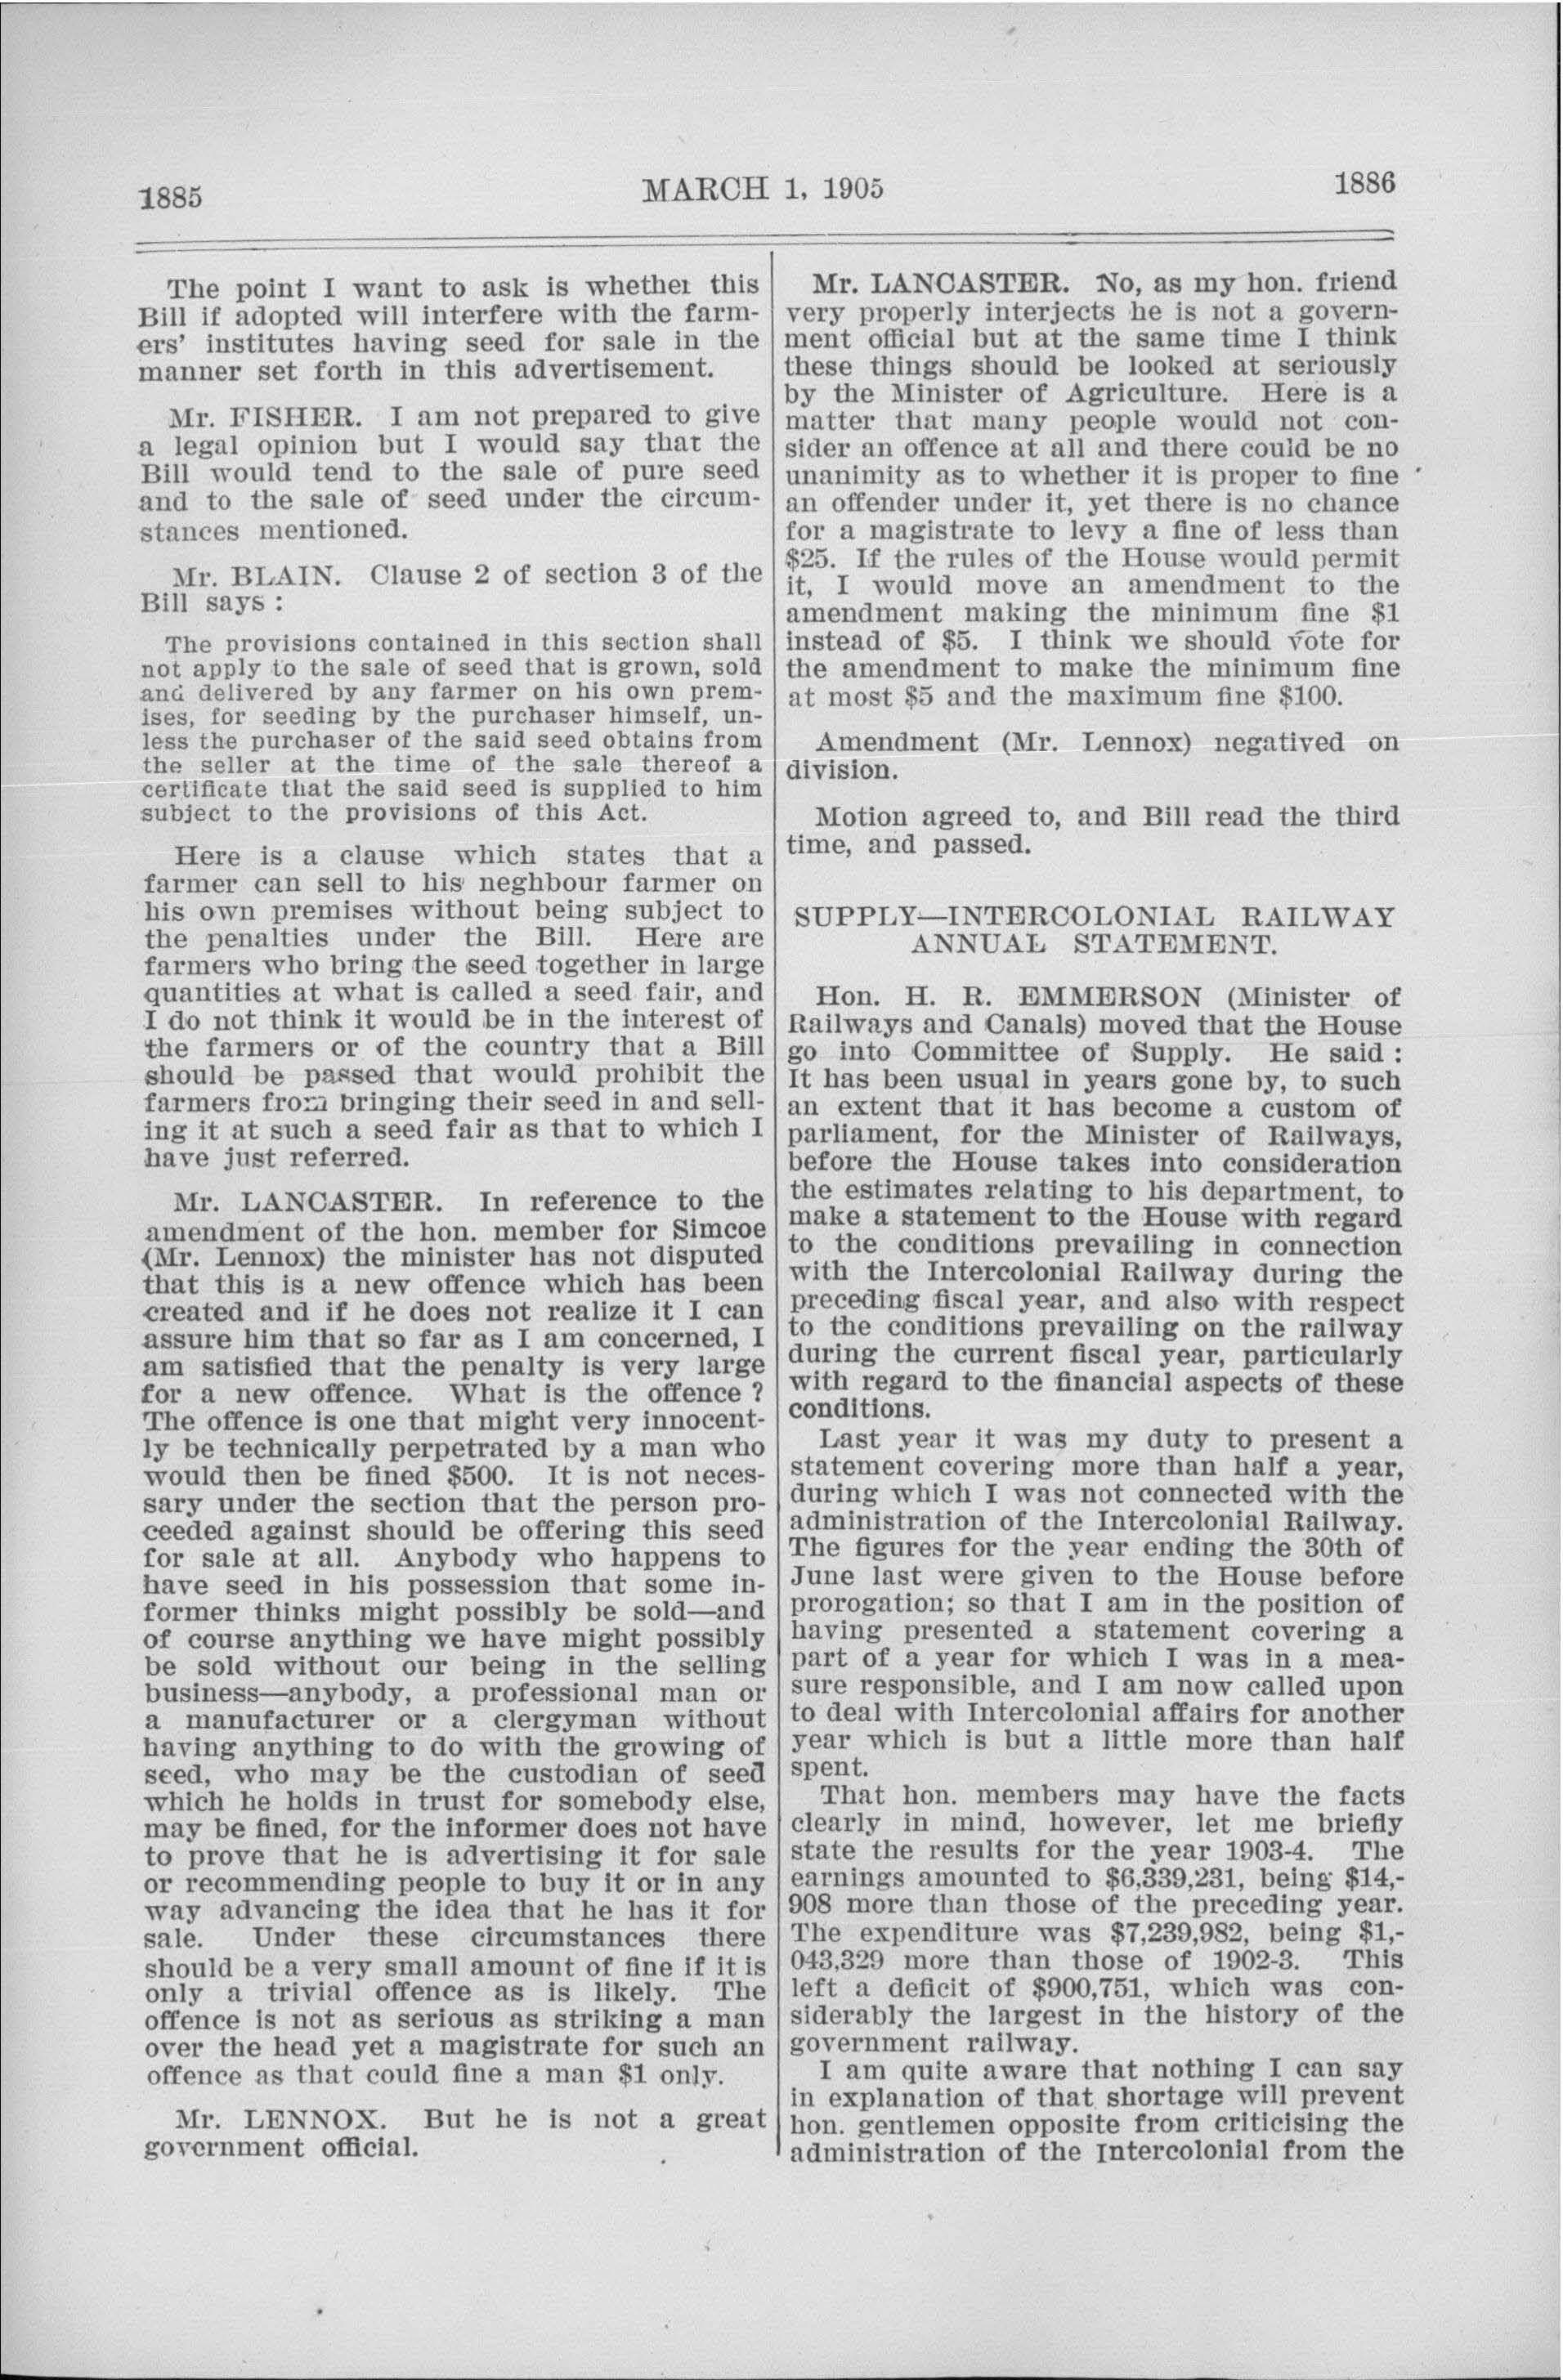 1885
MARCH 1, 1905
1886
The point I want to ask is whether this
Bill if adopted will interfere with the farm-
ers' institutes having seed for sale in the
manner set forth in this advertisement.
Mr. FISHER. I am not prepared to give
a legal opinion but I would say that the
Bill would tend to the sale of pure seed
and to the sale of seed under the circum-
stances mentioned.
Mr. BLAIN. Clause 2 of section 3 of the
Bill says :
The provisions contained in this section shall
not apply to the sale of seed that is grown, sold
and delivered by any farmer on his own prem-
ises, for seeding by the purchaser himself, un-
less the purchaser of the said seed obtains from
the seller at the time of the sale thereof a
certificate that the said seed is supplied to him
subject to the provisions of this Act.
Here is a clause which states that a
farmer can sell to his neghbour farmer on
his own premises without being subject to
the penalties under the Bill. Here are
farmers who bring the seed together in large
quantities at what is called a seed fair, and
I do not think it would be in the interest of
the farmers or of the country that a Bill
should be passed that would prohibit the
farmers from bringing their seed in and sell-
ing it at such a seed fair as that to which I
have just referred.
Mr. LANCASTER. In reference to the
amendment of the hon. member for Simcoe
(Mr. Lennox) the minister has not disputed
that this is a new offence which has been
created and if he does not realize it I can
assure him that so far as I am concerned, I
am satisfied that the penalty is very large
for a new offence. What is the offence ?
The offence is one that might very innocent-
ly be technically perpetrated by a man who
would then be fined $500. It is not neces-
sary under the section that the person pro-
ceeded against should be offering this seed
for sale at all. Anybody who happens to
have seed in his possession that some in-
former thinks might possibly be sold—and
of course anything we have might possibly
be sold without our being in the selling
business—anybody, a professional man or
a manufacturer or a clergyman without
having anything to do with the growing of
seed, who may be the custodian of seed
which he holds in trust for somebody else,
may be fined, for the informer does not have
to prove that he is advertising it for sale
or recommending people to buy it or in any
way advancing the idea that he has it for
sale. Under these circumstances there
should be a very small amount of fine if it is
only a trivial offence as is likely. The
offence is not as serious as striking a man
over the head yet a magistrate for such an
offence as that could fine a man $1 only.
Mr. LENNOX. But he is not a great
government official.
Mr. LANCASTER. No, as my hon. friend
very properly interjects he is not a govern-
ment official but at the same time I think
these things should be looked at seriously
by the Minister of Agriculture. Here is a
matter that many people would not con-
sider an offence at all and there could be no
unanimity as to whether it is proper to fine
an offender under it, yet there is no chance
for a magistrate to levy a fine of less than
$25. If the rules of the House would permit
it, I would move an amendment to the
amendment making the minimum fine $1
instead of $5. I think we should vote for
the amendment to make the minimum fine
at most $5 and the maximum fine $100.
Amendment (Mr. Lennox) negatived on
division.
Motion agreed to, and Bill read the third
time, and passed.
SUPPLY—INTERCOLONIAL RAILWAY
ANNUAL STATEMENT.
Hon. H. R. EMMERSON (Minister of
Railways and Canals) moved that the House
go into Committee of Supply. He said :
It has been usual in years gone by, to such
an extent that it has become a custom of
parliament, for the Minister of Railways,
before the House takes into consideration
the estimates relating to his department, to
make a statement to the House with regard
to the conditions prevailing in connection
with the Intercolonial Railway during the
preceding fiscal year, and also with respect
to the conditions prevailing on the railway
during the current fiscal year, particularly
with regard to the financial aspects of these
conditions.
Last year it was my duty to present a
statement covering more than half a year,
during which I was not connected with the
administration of the Intercolonial Railway.
The figures for the year ending the 30th of
June last were given to the House before
prorogation; so that I am in the position of
having presented a statement covering a
part of a year for which I was in a mea-
sure responsible, and I am now called upon
to deal with Intercolonial affairs for another
year which is but a little more than half
spent.
That hon. members may have the facts
clearly in mind, however, let me briefly
state the results for the year 1903-4. The
earnings amounted to $6,339,231, being $14,-
908 more than those of the preceding year.
The expenditure was $7,239,982, being $1,-
043,329 more than those of 1902-3. This
left a deficit of $900,751, which was con-
siderably the largest in the history of the
government railway.
I am quite aware that nothing I can say
in explanation of that shortage will prevent
hon. gentlemen opposite from criticising the
administration of the Intercolonial from the